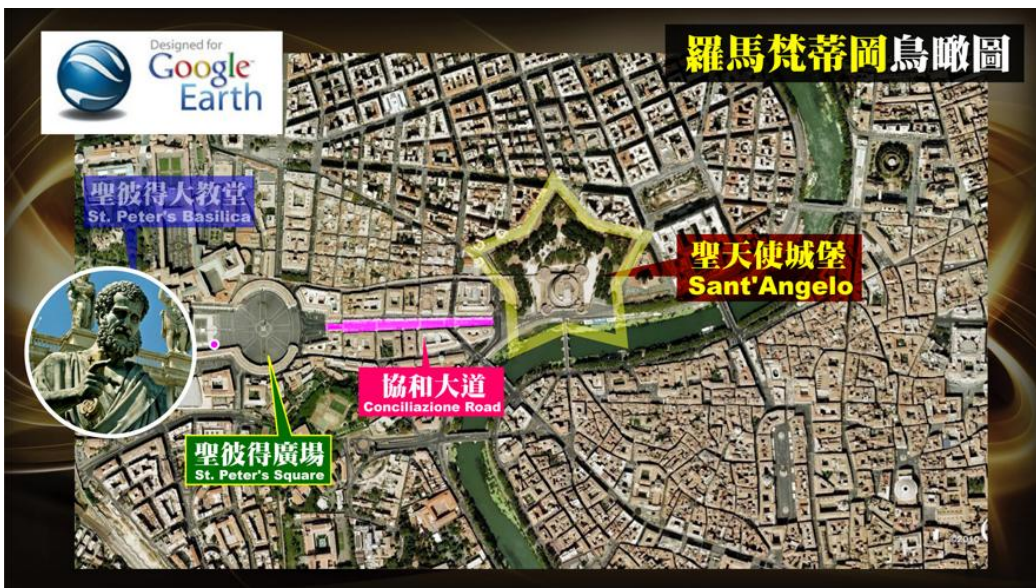 Designed for
Google
Earth
羅馬梵蒂岡鳥瞰圖
聖彼得大教堂
St. Peter's Basilica
聖天使城堡
Sant'Angelo
協和大道
Conciliazione Road
聖彼得廣場
St. Peter's Square
©2010